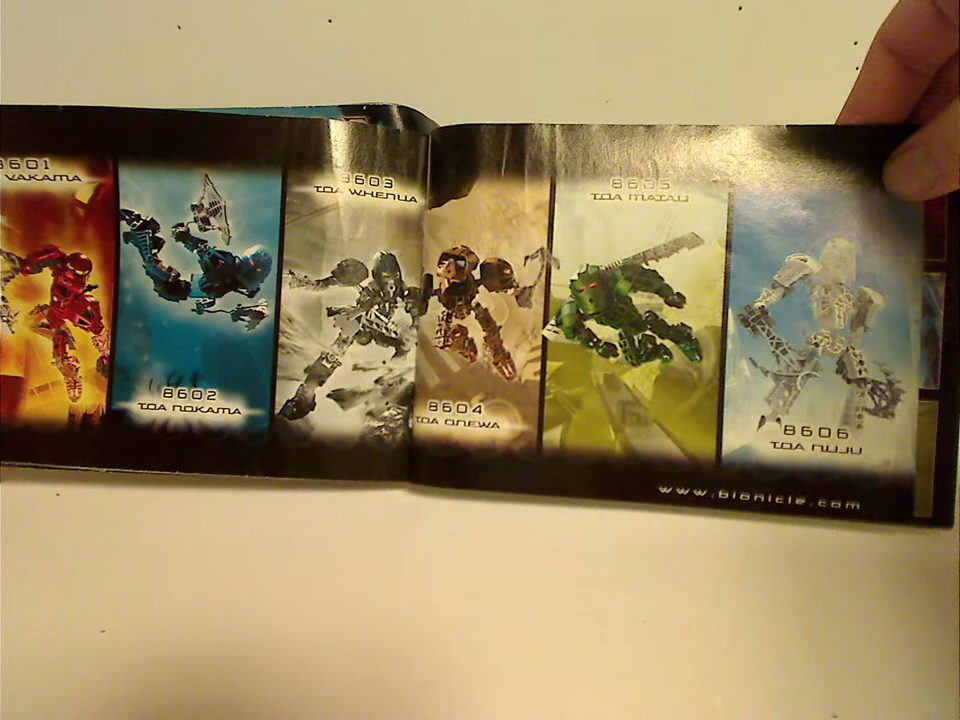 8601
VAKAMA
8602
TOA NOKAMA
8603
TOA WHENUA
8604
TOA ONEWA
8605
TOA MATAU
8606
TOA NUJU
www.bionicle.com